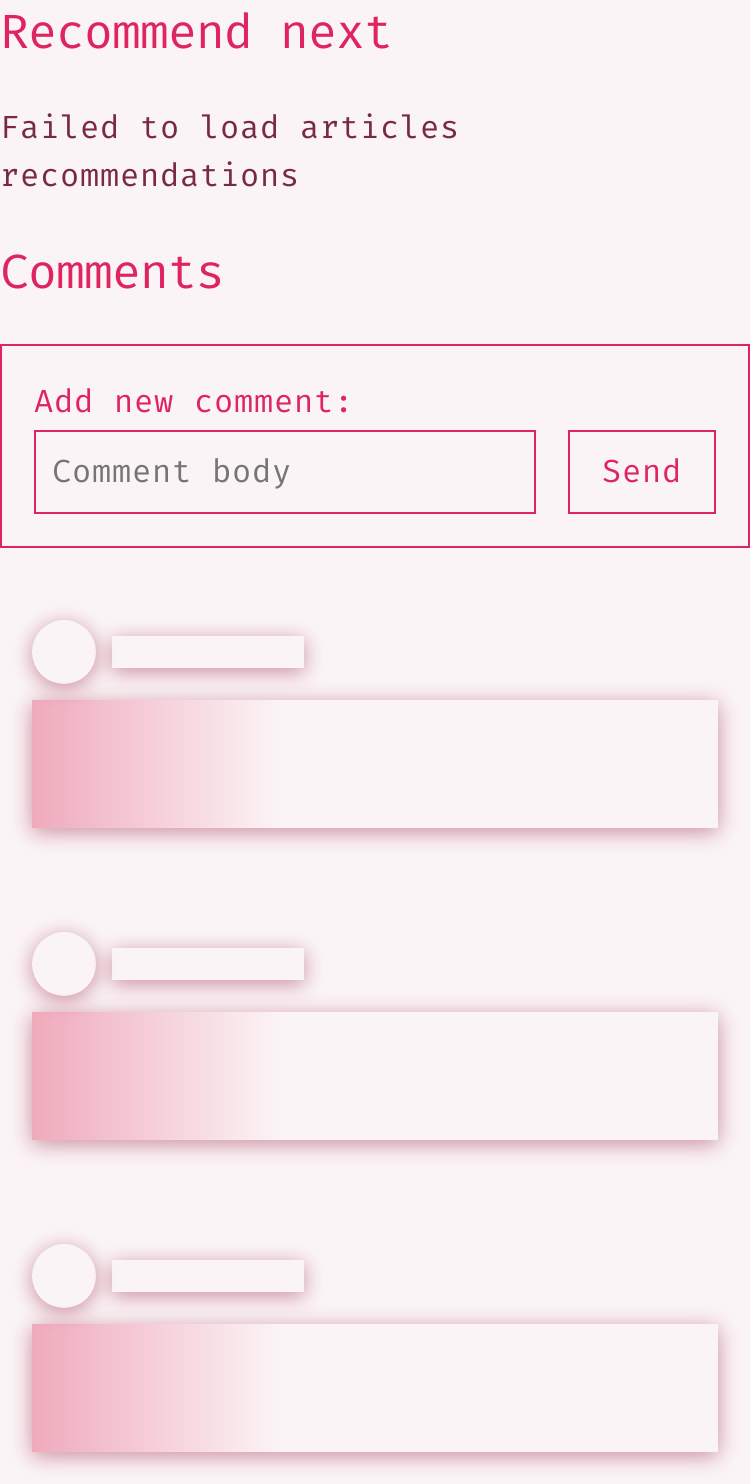 Recommend next
Failed to load articles
recommendations
Comments
Add new comment:
Comment body
Send